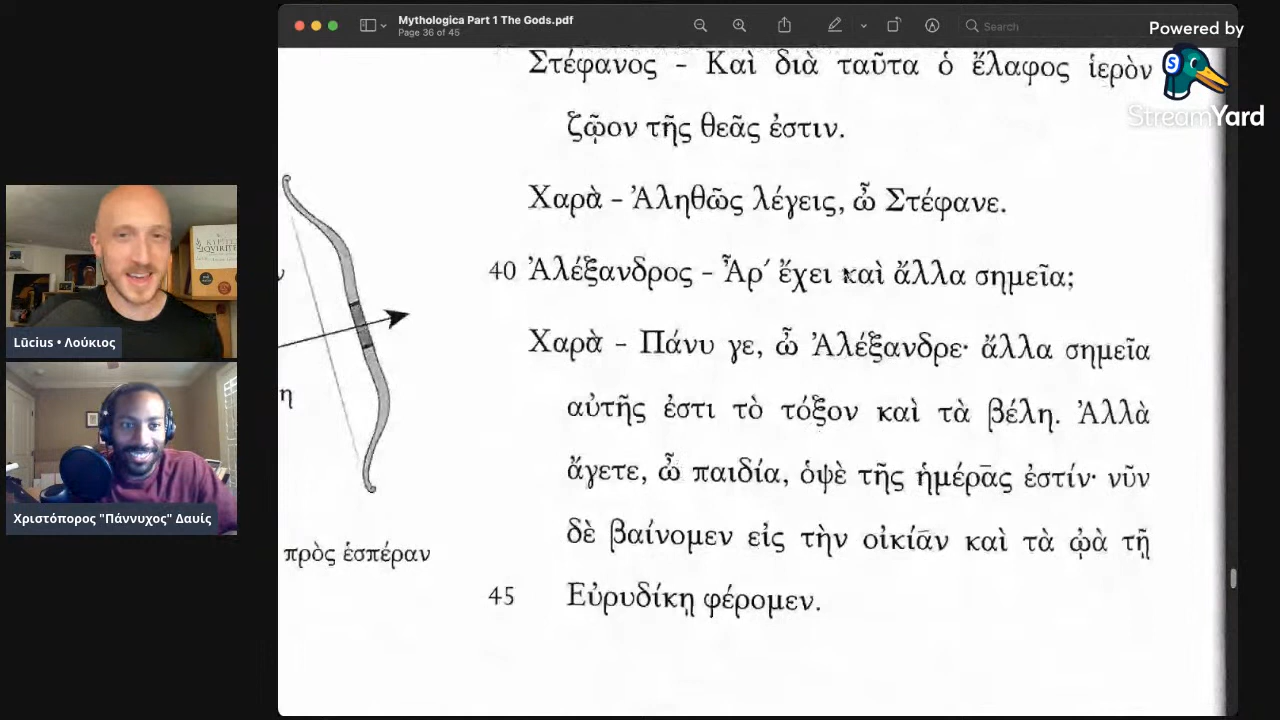 Mythologica Part 1 The Gods.pdf
Page 36 of 45
Search
Powered by
StreamYard
S
Στέφανος – Καὶ διὰ ταῦτα ὁ ἔλαφος ἱερὸν
ζῷον τῆς θεᾶς ἐστιν.
Χαρὰ – Ἀληθῶς λέγεις, ὦ Στέφανε.
40 Ἀλέξανδρος – Ἆρ’ ἔχει καὶ ἄλλα σημεῖα;
Χαρὰ – Πάνυ γε, ὦ Ἀλέξανδρε· ἄλλα σημεῖα
αὐτῆς ἐστι τὸ τόξον καὶ τὰ βέλη. Ἀλλὰ
ἄγετε, ὦ παιδία, ὀψὲ τῆς ἡμέρᾱς ἐστίν· νῦν
δὲ βαίνομεν εἰς τὴν οἰκίᾱν καὶ τὰ ᾠὰ τῇ
45 Εὐρυδίκῃ φέρομεν.
πρὸς ἑσπέραν
Lūcius • Λούκιος
Χριστόπορος "Πάννυχος" Δαυίς